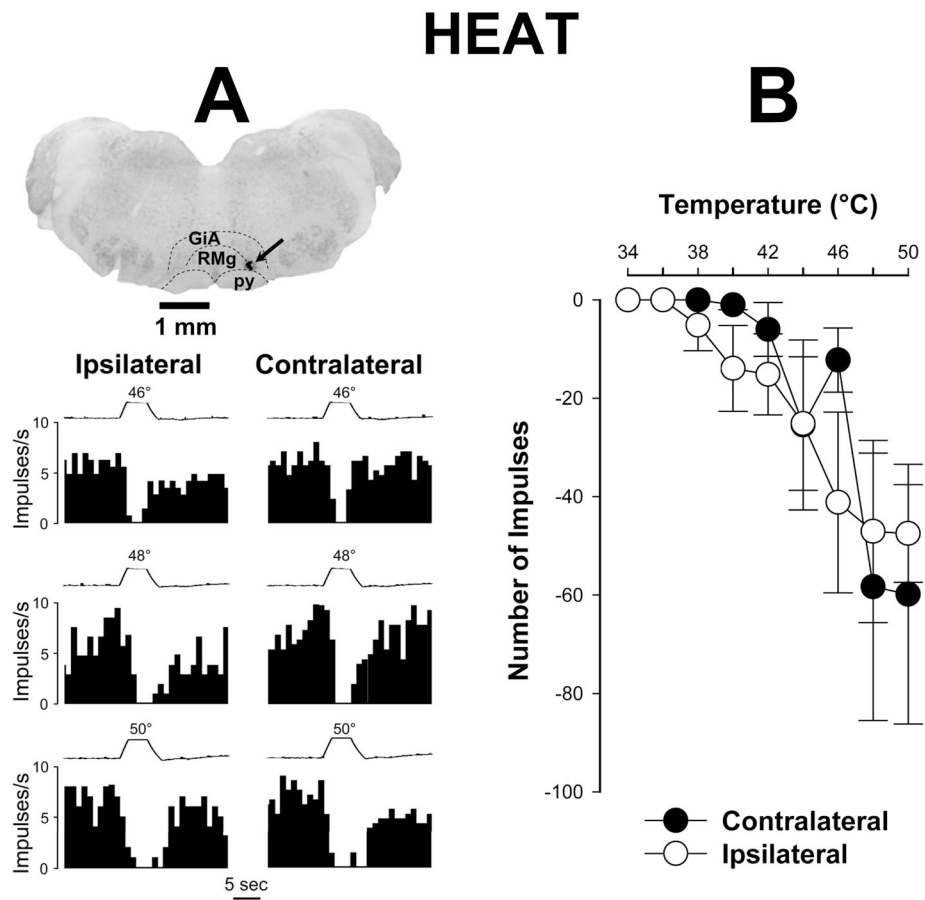 HEAT
A
B
GiA
RMg
py
1 mm
Ipsilateral
Contralateral
46°
46°
10
5
0
Impulses/s
48°
48°
10
5
0
Impulses/s
50°
50°
10
5
0
Impulses/s
5 sec
Temperature (°C)
34 38 42 46 50
Number of Impulses
0
-20
-40
-60
-80
-100
Contralateral
Ipsilateral